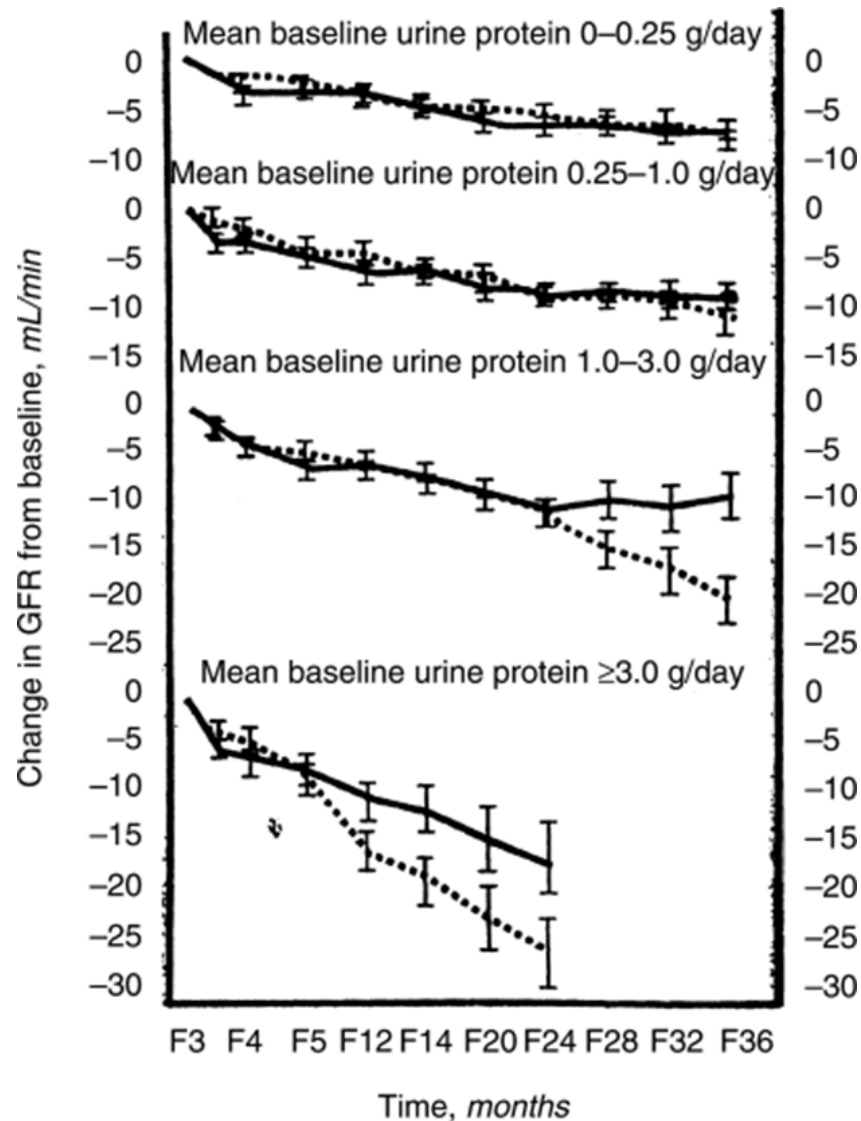 Mean baseline urine protein 0–0.25 g/day
0 0
–5 –5
–10 –10
Mean baseline urine protein 0.25–1.0 g/day
0 0
–5 –5
–10 –10
–15 –15
Mean baseline urine protein 1.0–3.0 g/day
0 0
–5 –5
–10 –10
–15 –15
–20 –20
–25 –25
Mean baseline urine protein ≥3.0 g/day
0 0
–5 –5
–10 –10
–15 –15
–20 –20
–25 –25
–30 –30
Change in GFR from baseline, mL/min
F3 F4 F5 F12 F14 F20 F24 F28 F32 F36
Time, months